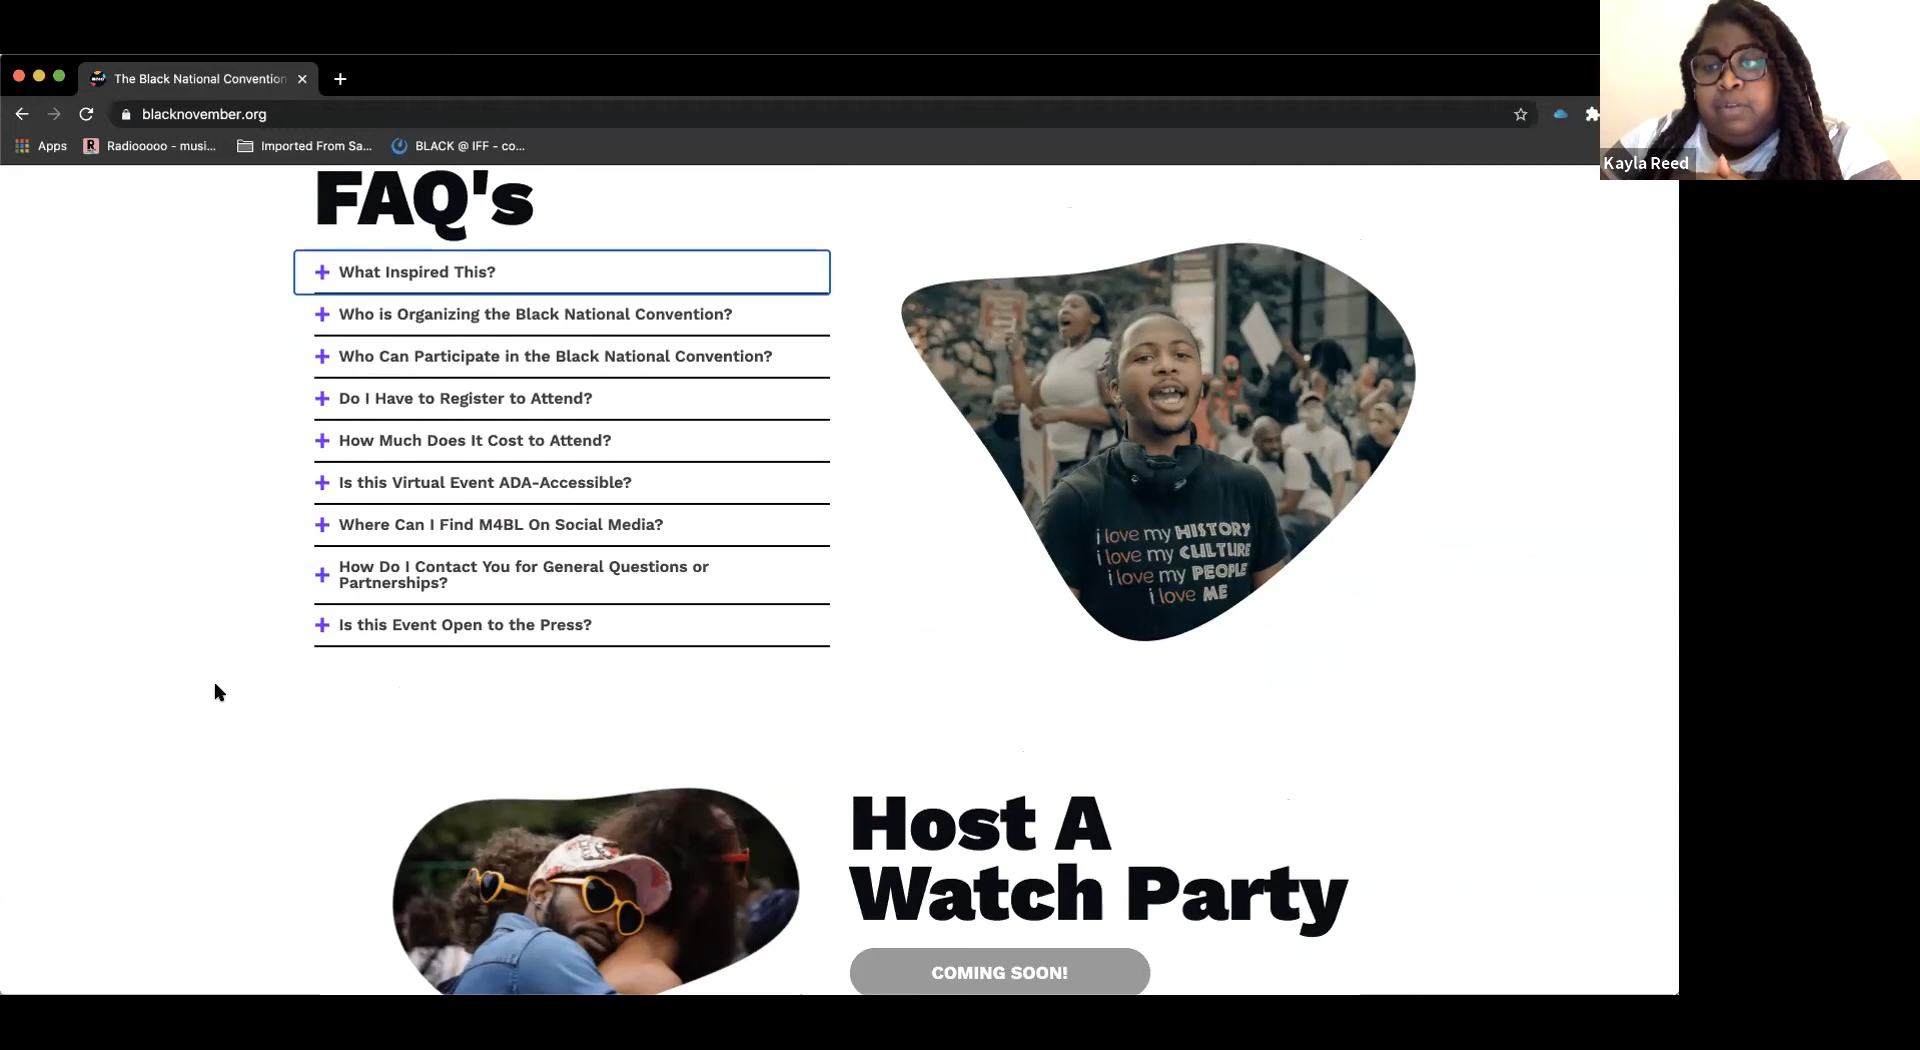 The Black National Convention
blacknovember.org
Apps
Radiooooo - musi...
Imported From Sa...
BLACK @ IFF - co...
Kayla Reed
FAQ's
What Inspired This?
Who is Organizing the Black National Convention?
Who Can Participate in the Black National Convention?
Do I Have to Register to Attend?
How Much Does It Cost to Attend?
Is this Virtual Event ADA-Accessible?
Where Can I Find M4BL On Social Media?
How Do I Contact You for General Questions or
Partnerships?
Is this Event Open to the Press?
i love my HISTORY
i love my CULTURE
i love my PEOPLE
i love ME
Host A
Watch Party
COMING SOON!